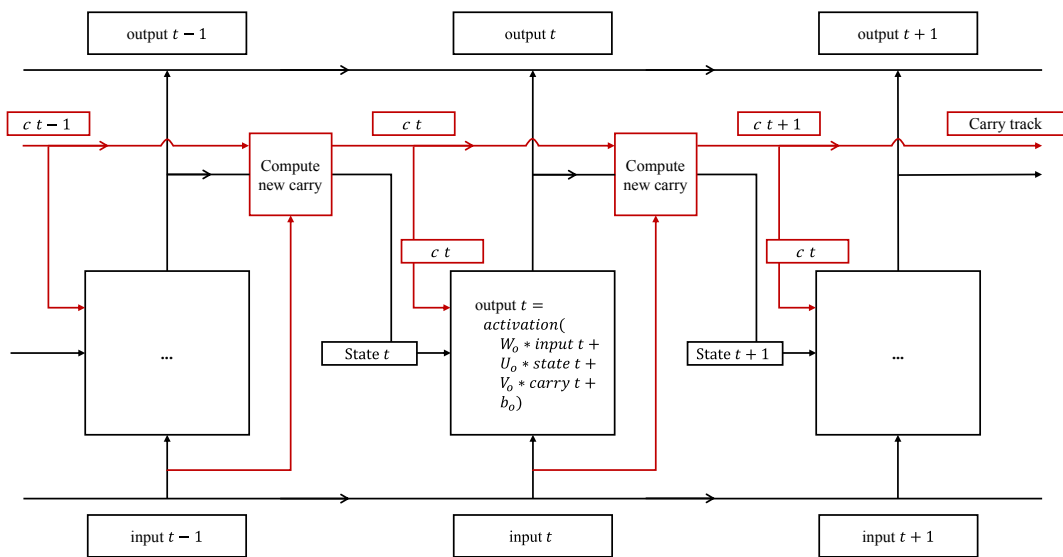 output t − 1
output t
output t + 1
c t − 1
c t
c t + 1
Carry track
Compute
new carry
Compute
new carry
c t
c t
output t =
activation(
W_o * input t +
U_o * state t +
V_o * carry t +
b_o)
...
State t
State t + 1
...
input t − 1
input t
input t + 1